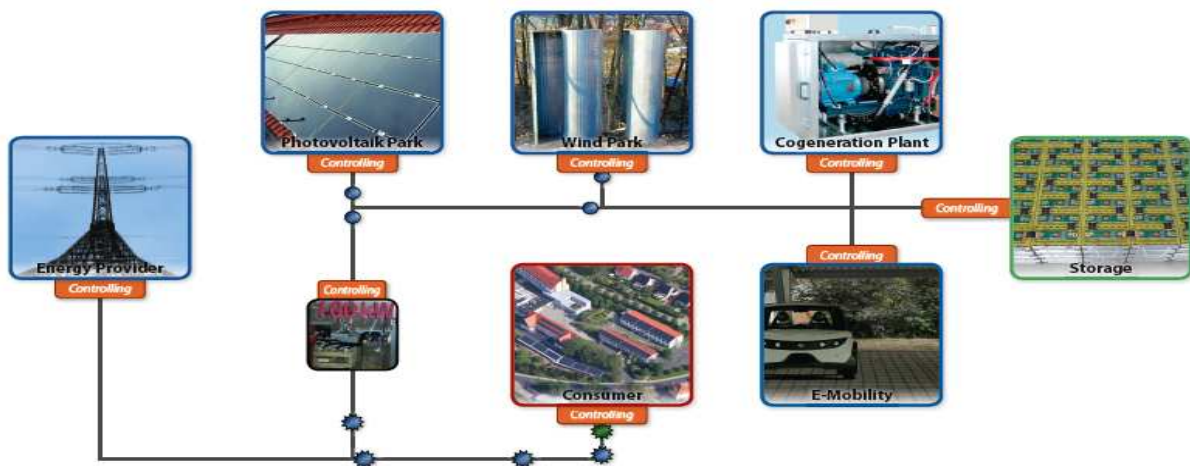 Photovoltaik Park
Controlling
Wind Park
Controlling
Cogeneration Plant
Controlling
Energy Provider
Controlling
Controlling
Storage
Controlling
Controlling
Consumer
Controlling
E-Mobility